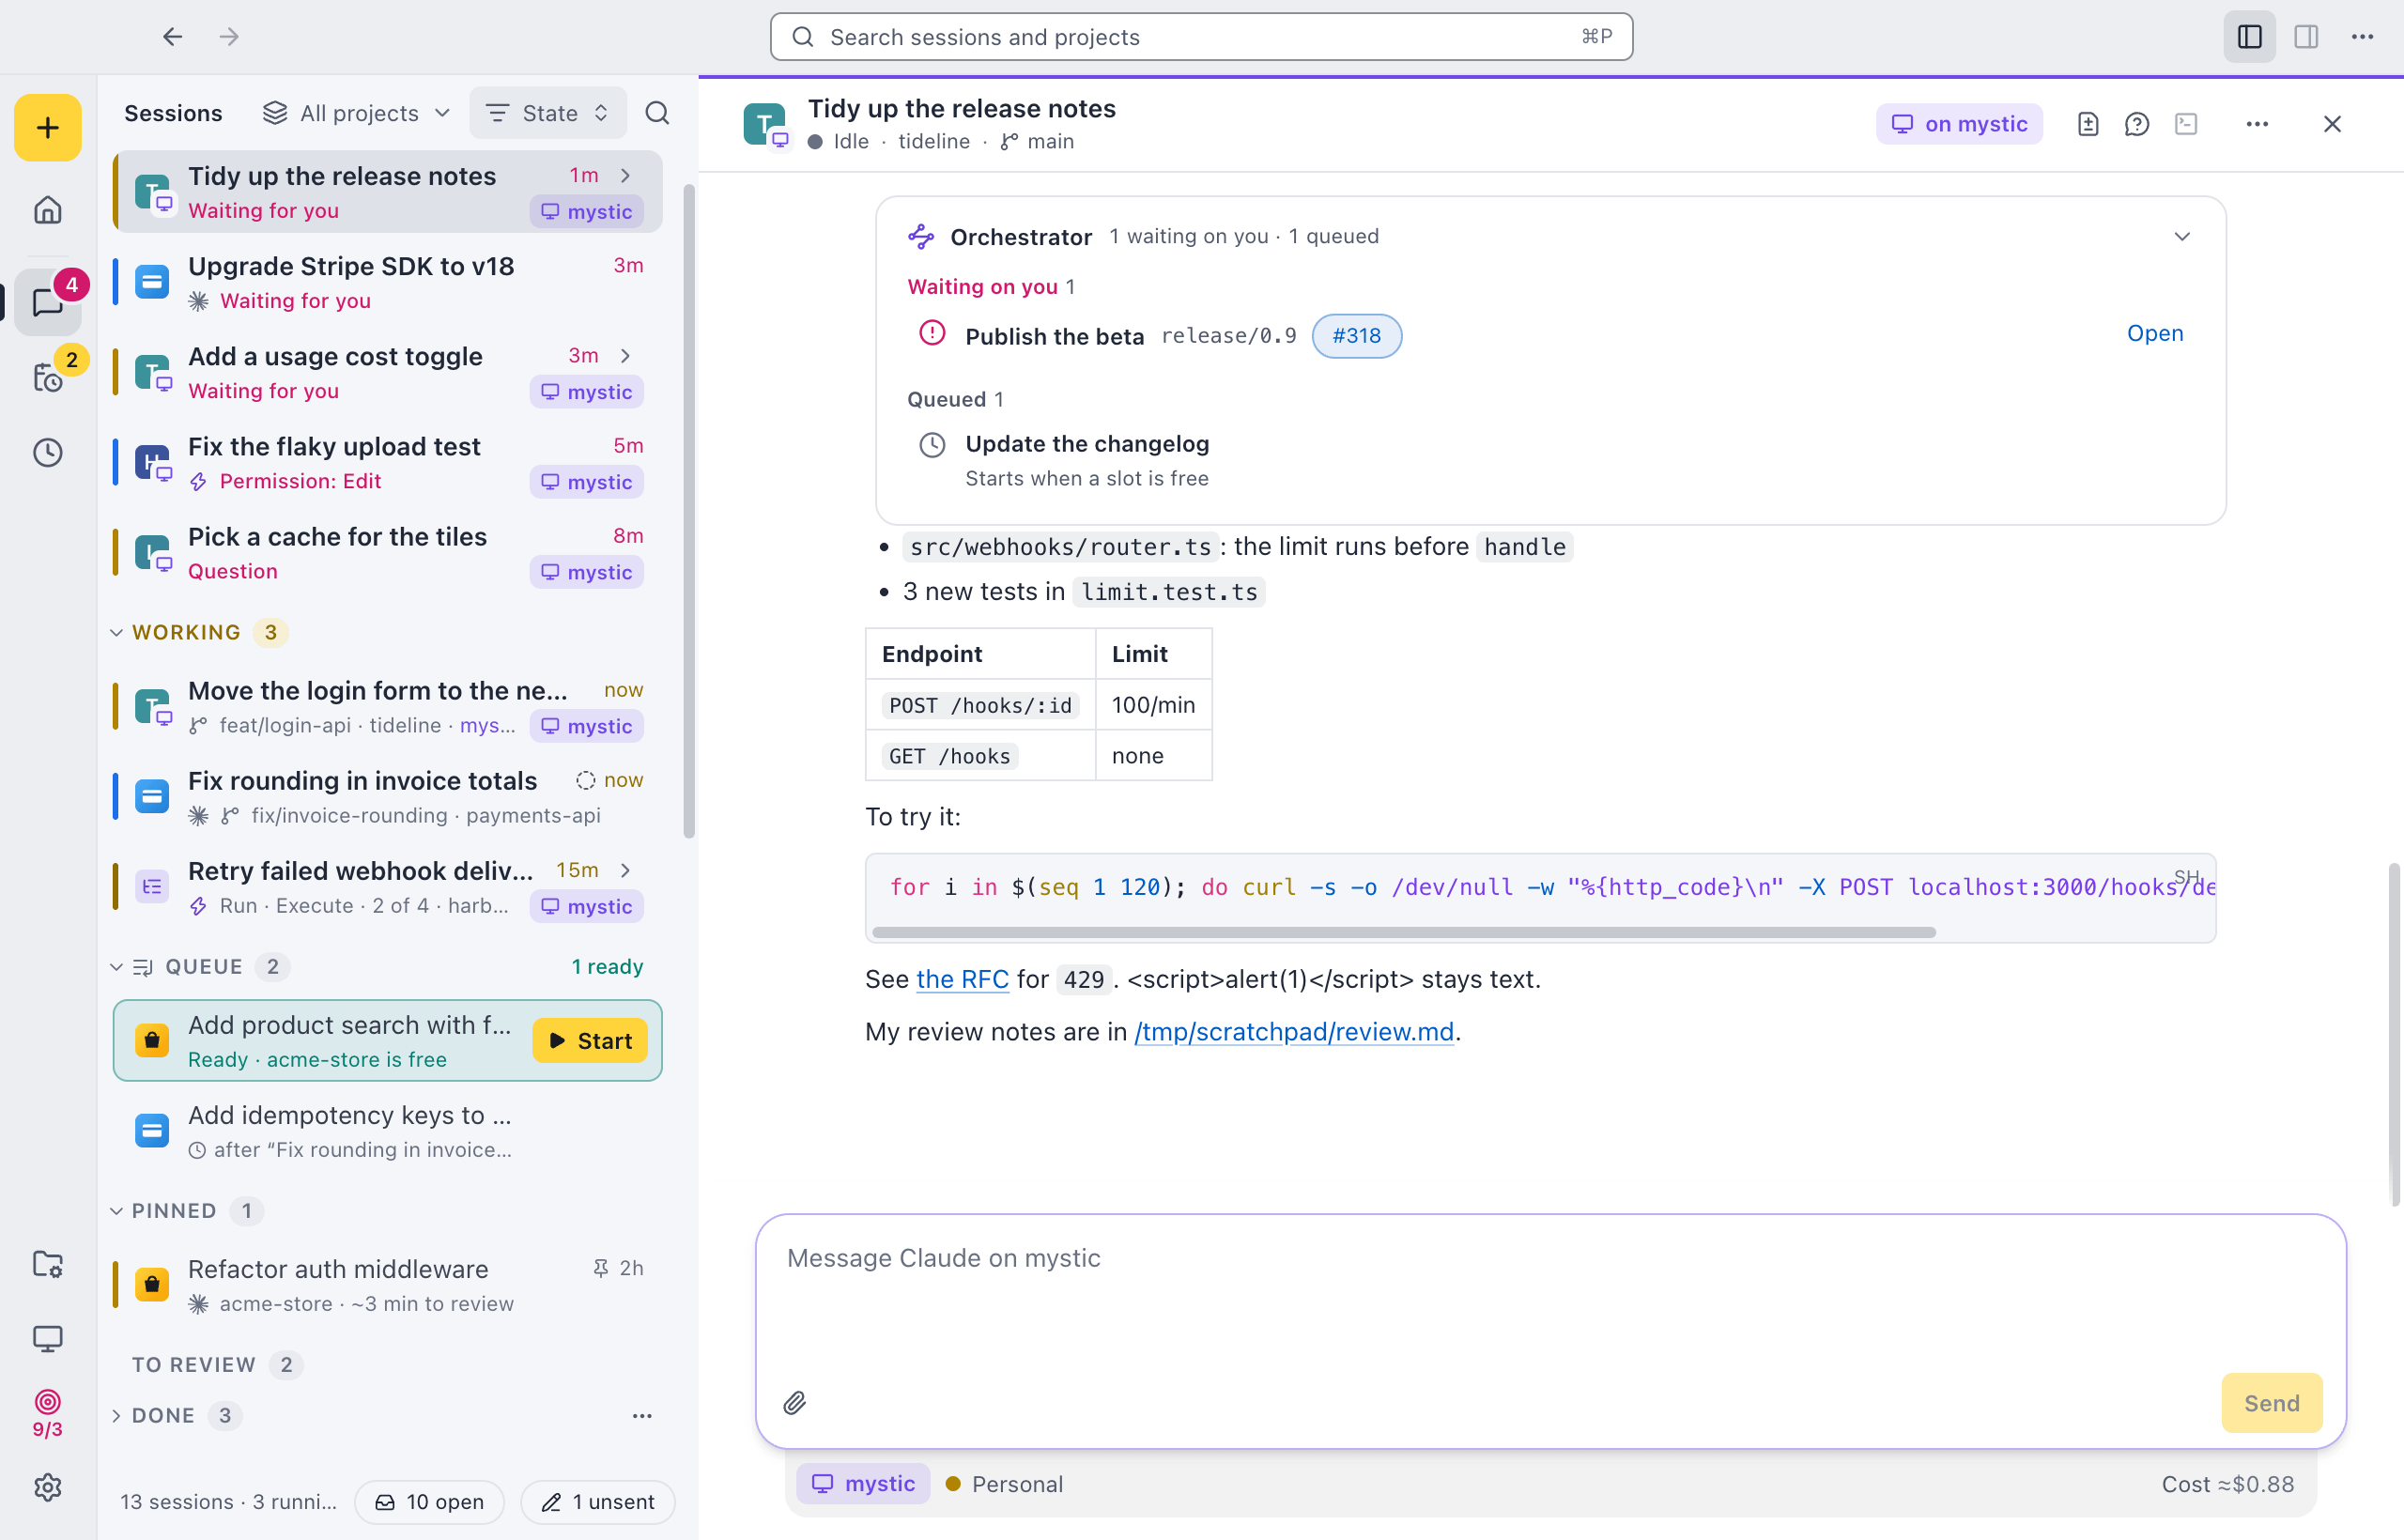 Search sessions and projects ⌘P
Sessions All projects State
Tidy up the release notes 1m
Waiting for you mystic
Upgrade Stripe SDK to v18 3m
Waiting for you
Add a usage cost toggle 3m
Waiting for you mystic
Fix the flaky upload test 5m
Permission: Edit mystic
Pick a cache for the tiles 8m
Question mystic
WORKING 3
Move the login form to the ne... now
feat/login-api · tideline · mys... mystic
Fix rounding in invoice totals now
fix/invoice-rounding · payments-api
Retry failed webhook deliv... 15m
Run · Execute · 2 of 4 · harb... mystic
QUEUE 2 1 ready
Add product search with f...
Ready · acme-store is free
Start
Add idempotency keys to ...
after “Fix rounding in invoice...
PINNED 1
Refactor auth middleware 2h
acme-store · ~3 min to review
TO REVIEW 2
DONE 3
13 sessions · 3 runni... 10 open 1 unsent
4
2
9/3
T
Tidy up the release notes
Idle · tideline · main
on mystic
Orchestrator 1 waiting on you · 1 queued
Waiting on you 1
Publish the beta release/0.9 #318 Open
Queued 1
Update the changelog
Starts when a slot is free
src/webhooks/router.ts: the limit runs before handle
3 new tests in limit.test.ts
Endpoint Limit
POST /hooks/:id 100/min
GET /hooks none
To try it:
for i in $(seq 1 120); do curl -s -o /dev/null -w "%{http_code}\n" -X POST localhost:3000/hooks/de
SH
See the RFC for 429. <script>alert(1)</script> stays text.
My review notes are in /tmp/scratchpad/review.md.
Message Claude on mystic
Send
mystic Personal Cost ≈$0.88